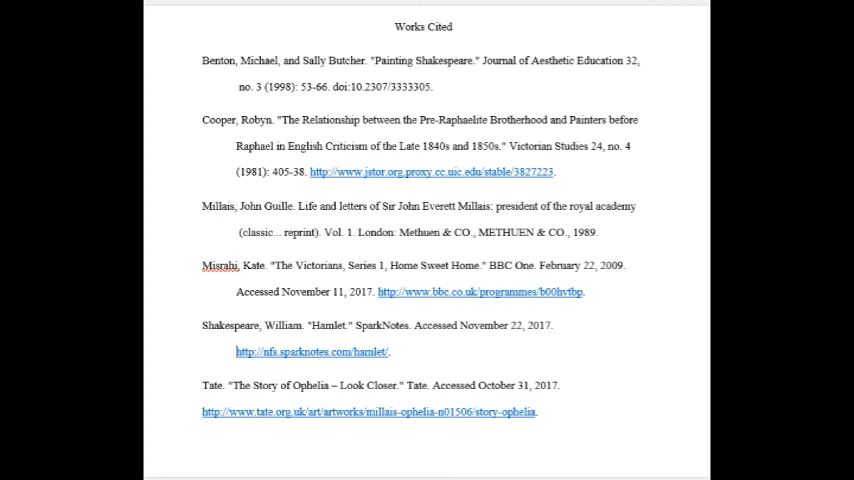 Works Cited
Benton, Michael, and Sally Butcher. "Painting Shakespeare." Journal of Aesthetic Education 32,
no. 3 (1998): 53-66. doi:10.2307/3333305.
Cooper, Robyn. "The Relationship between the Pre-Raphaelite Brotherhood and Painters before
Raphael in English Criticism of the Late 1840s and 1850s." Victorian Studies 24, no. 4
(1981): 405-38. http://www.jstor.org.proxy.cc.uic.edu/stable/3827223.
Millais, John Guille. Life and letters of Sir John Everett Millais: president of the royal academy
(classic... reprint). Vol. 1. London: Methuen & CO., METHUEN & CO., 1989.
Misrahi, Kate. "The Victorians, Series 1, Home Sweet Home." BBC One. February 22, 2009.
Accessed November 11, 2017. http://www.bbc.co.uk/programmes/b00hvtbp.
Shakespeare, William. "Hamlet." SparkNotes. Accessed November 22, 2017.
http://nfs.sparknotes.com/hamlet/.
Tate. "The Story of Ophelia – Look Closer." Tate. Accessed October 31, 2017.
http://www.tate.org.uk/art/artworks/millais-ophelia-n01506/story-ophelia.